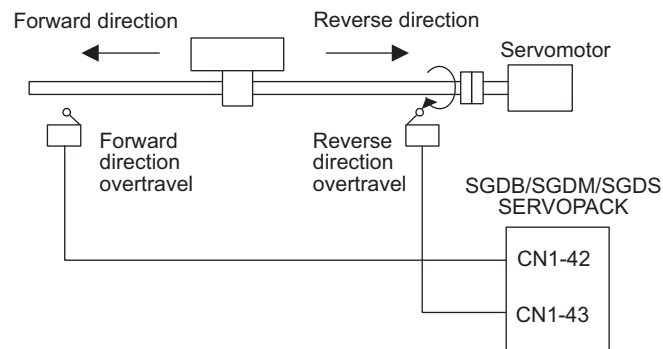 Forward direction
Reverse direction
Servomotor
Forward
direction
overtravel
Reverse
direction
overtravel
SGDB/SGDM/SGDS
SERVOPACK
CN1-42
CN1-43